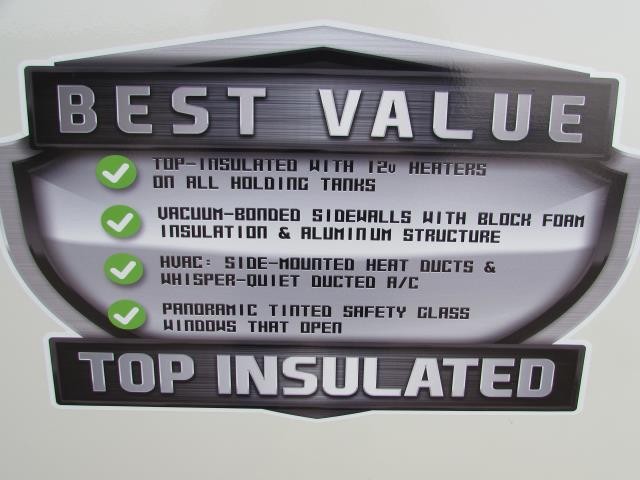 BEST VALUE
TOP-INSULATED WITH 12v HEATERS
ON ALL HOLDING TANKS
VACUUM-BONDED SIDEWALLS WITH BLOCK FOAM
INSULATION & ALUMINUM STRUCTURE
HVAC: SIDE-MOUNTED HEAT DUCTS &
WHISPER-QUIET DUCTED A/C
PANORAMIC TINTED SAFETY GLASS
WINDOWS THAT OPEN
TOP INSULATED